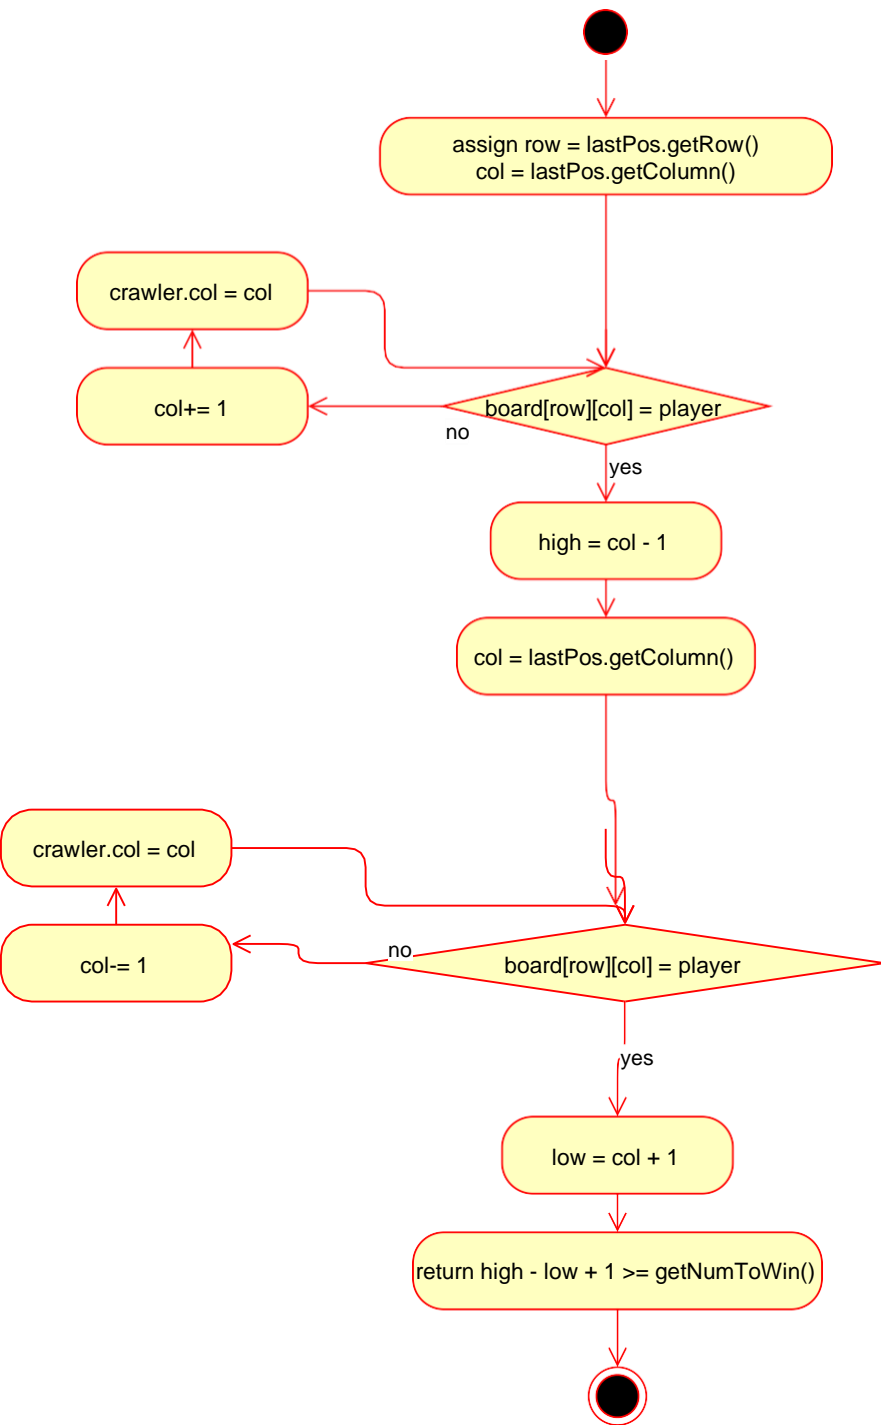 assign row = lastPos.getRow()
col = lastPos.getColumn()
crawler.col = col
col+= 1
board[row][col] = player
no
yes
high = col - 1
col = lastPos.getColumn()
crawler.col = col
no
col-= 1
board[row][col] = player
yes
low = col + 1
return high - low + 1 >= getNumToWin()